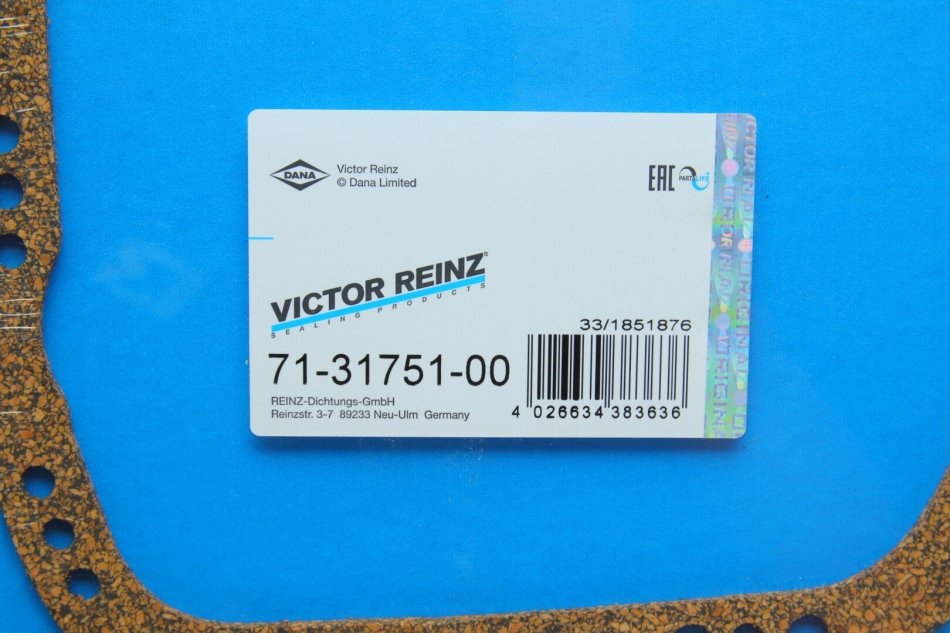 DANA
Victor Reinz
© Dana Limited
EAC
PARTSLIFE
VICTOR REINZ®
SEALING PRODUCTS
33/1851876
71-31751-00
REINZ-Dichtungs-GmbH
Reinzstr. 3-7 89233 Neu-Ulm Germany
4 026634 383636